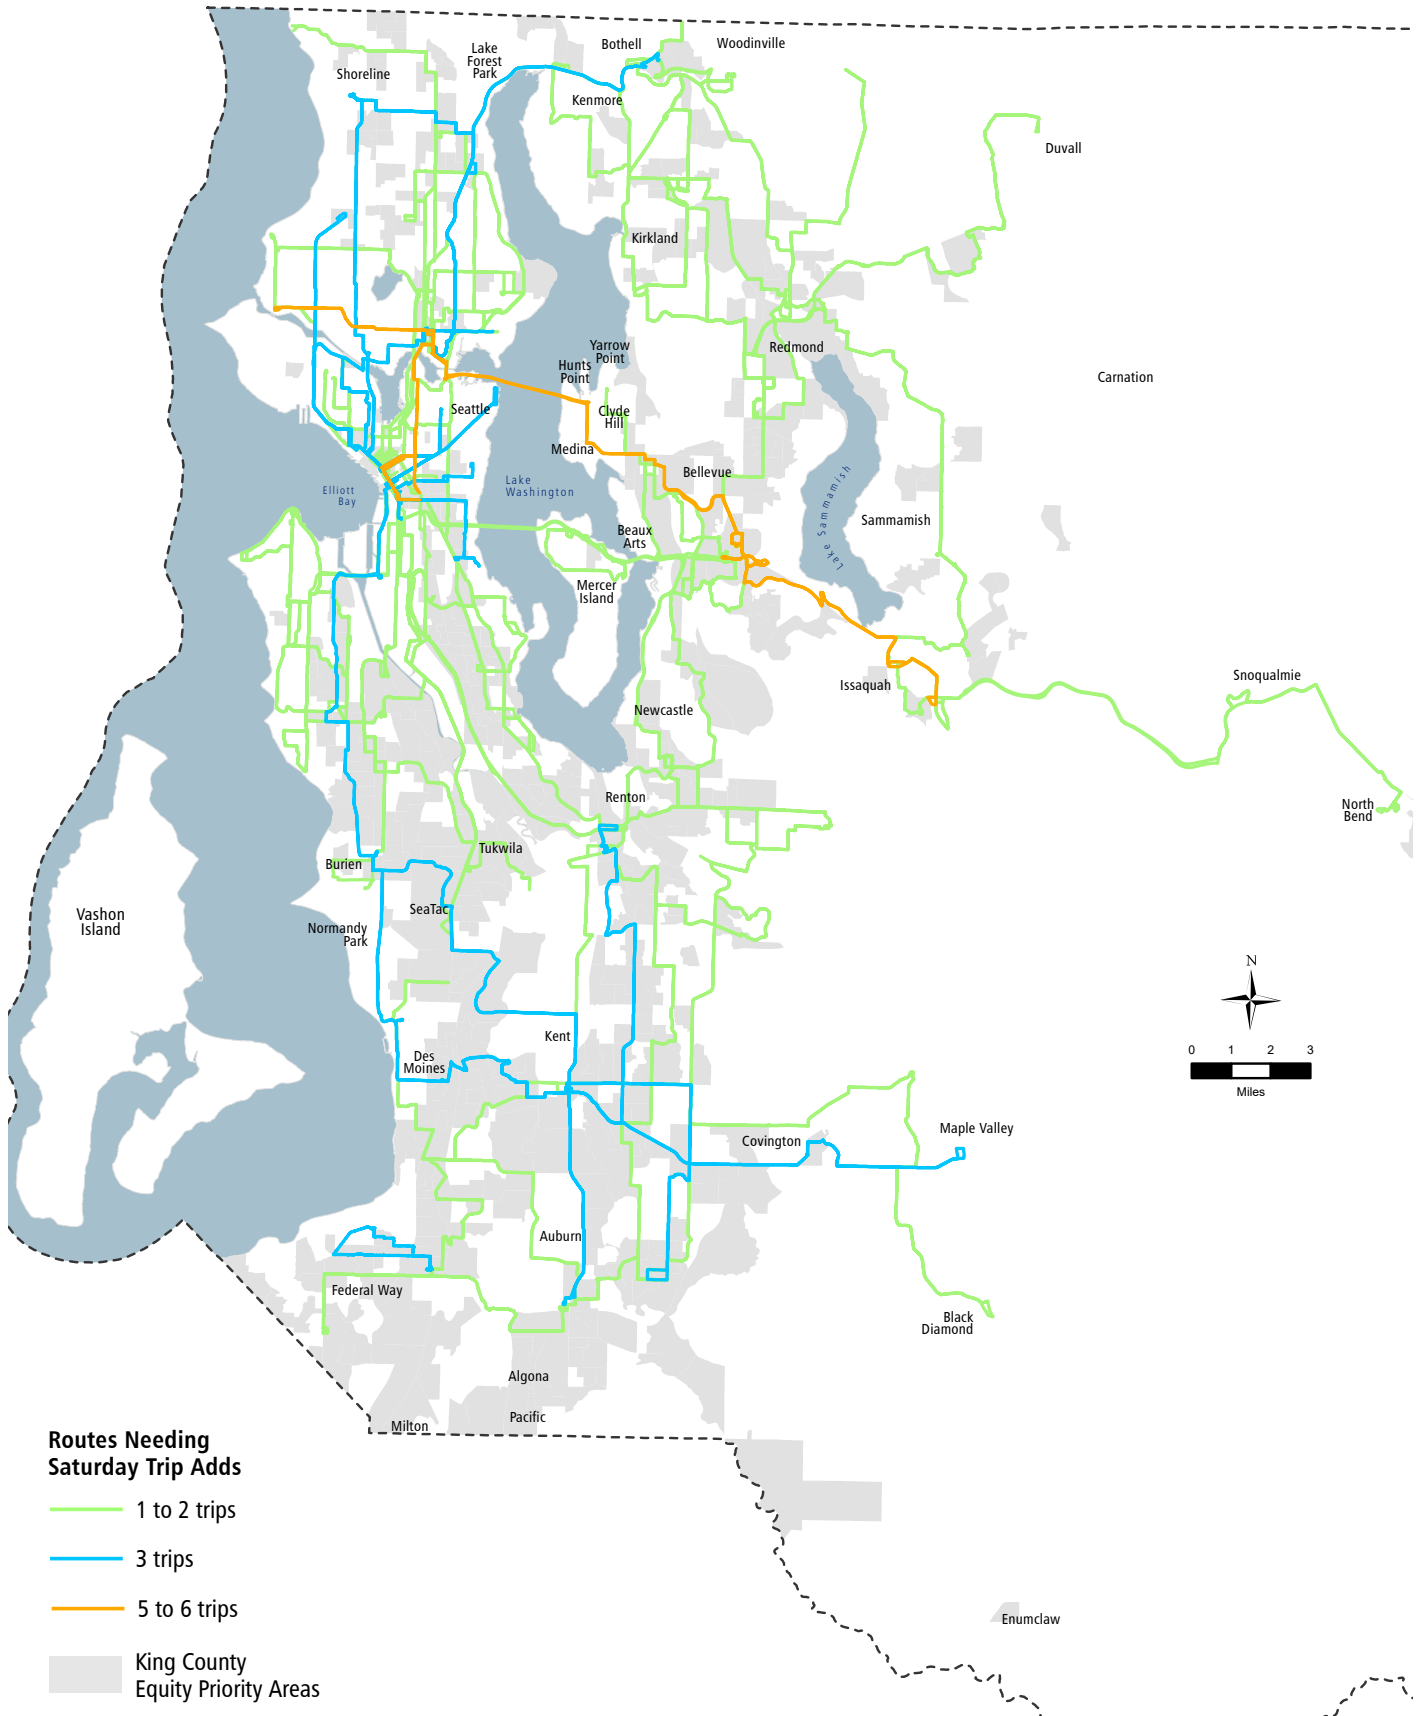 Bothell
Woodinville
Lake
Forest
Park
Shoreline
Kenmore
Duvall
Kirkland
Redmond
Yarrow
Point
Hunts
Point
Carnation
Seattle
Clyde
Hill
Medina
Bellevue
Lake
Washington
Elliott
Bay
Lake Sammamish
Sammamish
Beaux
Arts
Mercer
Island
Issaquah
Snoqualmie
Newcastle
Renton
North
Bend
Tukwila
Burien
SeaTac
Vashon
Island
Normandy
Park
N
Kent
0 1 2 3
Miles
Des
Moines
Maple Valley
Covington
Auburn
Federal Way
Black
Diamond
Algona
Pacific
Milton
Routes Needing
Saturday Trip Adds
1 to 2 trips
3 trips
5 to 6 trips
King County
Equity Priority Areas
Enumclaw